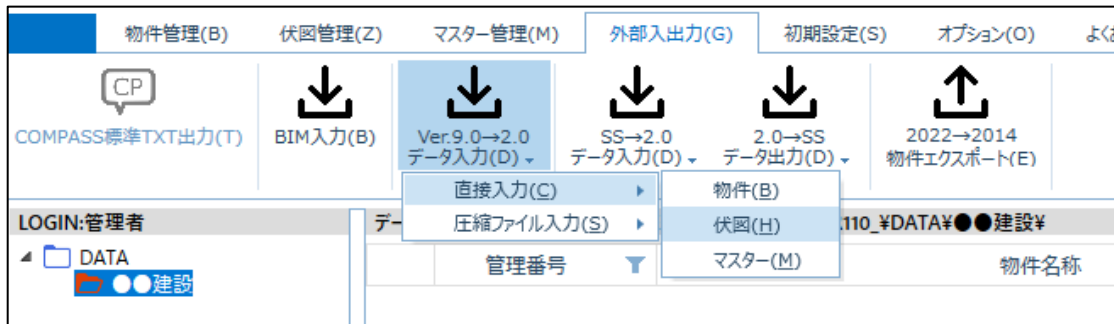 物件管理(B) 伏図管理(Z) マスター管理(M) 外部入出力(G) 初期設定(S) オプション(O) よく
CP
COMPASS標準TXT出力(T) BIM入力(B) Ver.9.0→2.0 SS→2.0 2.0→SS 2022→2014
データ入力(D) データ入力(D) データ出力(D) 物件エクスポート(E)
直接入力(C) 物件(B)
LOGIN:管理者 デー 圧縮ファイル入力(S) 伏図(H) .110_¥DATA¥●●建設¥
DATA 管理番号 マスター(M) 物件名称
●●建設